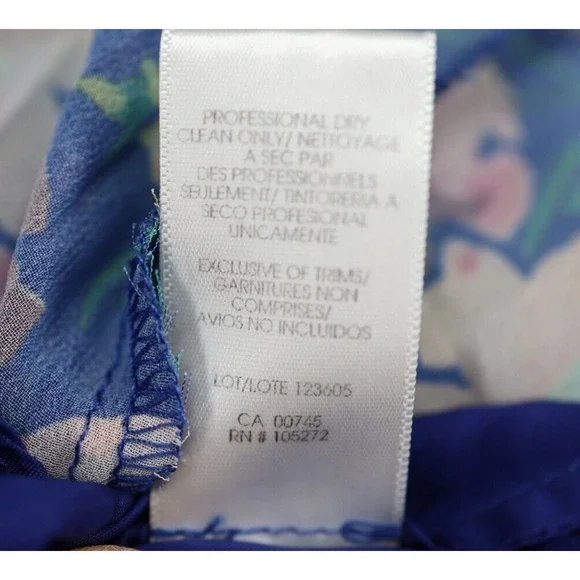 PROFESSIONAL DRY
CLEAN ONLY/ NETTOYAGE
A SEC PAR
DES PROFESSIONNELS
SEULEMENT/ TINTORERIA A
SECO PROFESIONAL
UNICAMENTE
EXCLUSIVE OF TRIMS/
GARNITURES NON
COMPRISES/
AVIOS NO INCLUIDOS
LOT/LOTE 123605
CA 00745
RN # 105272